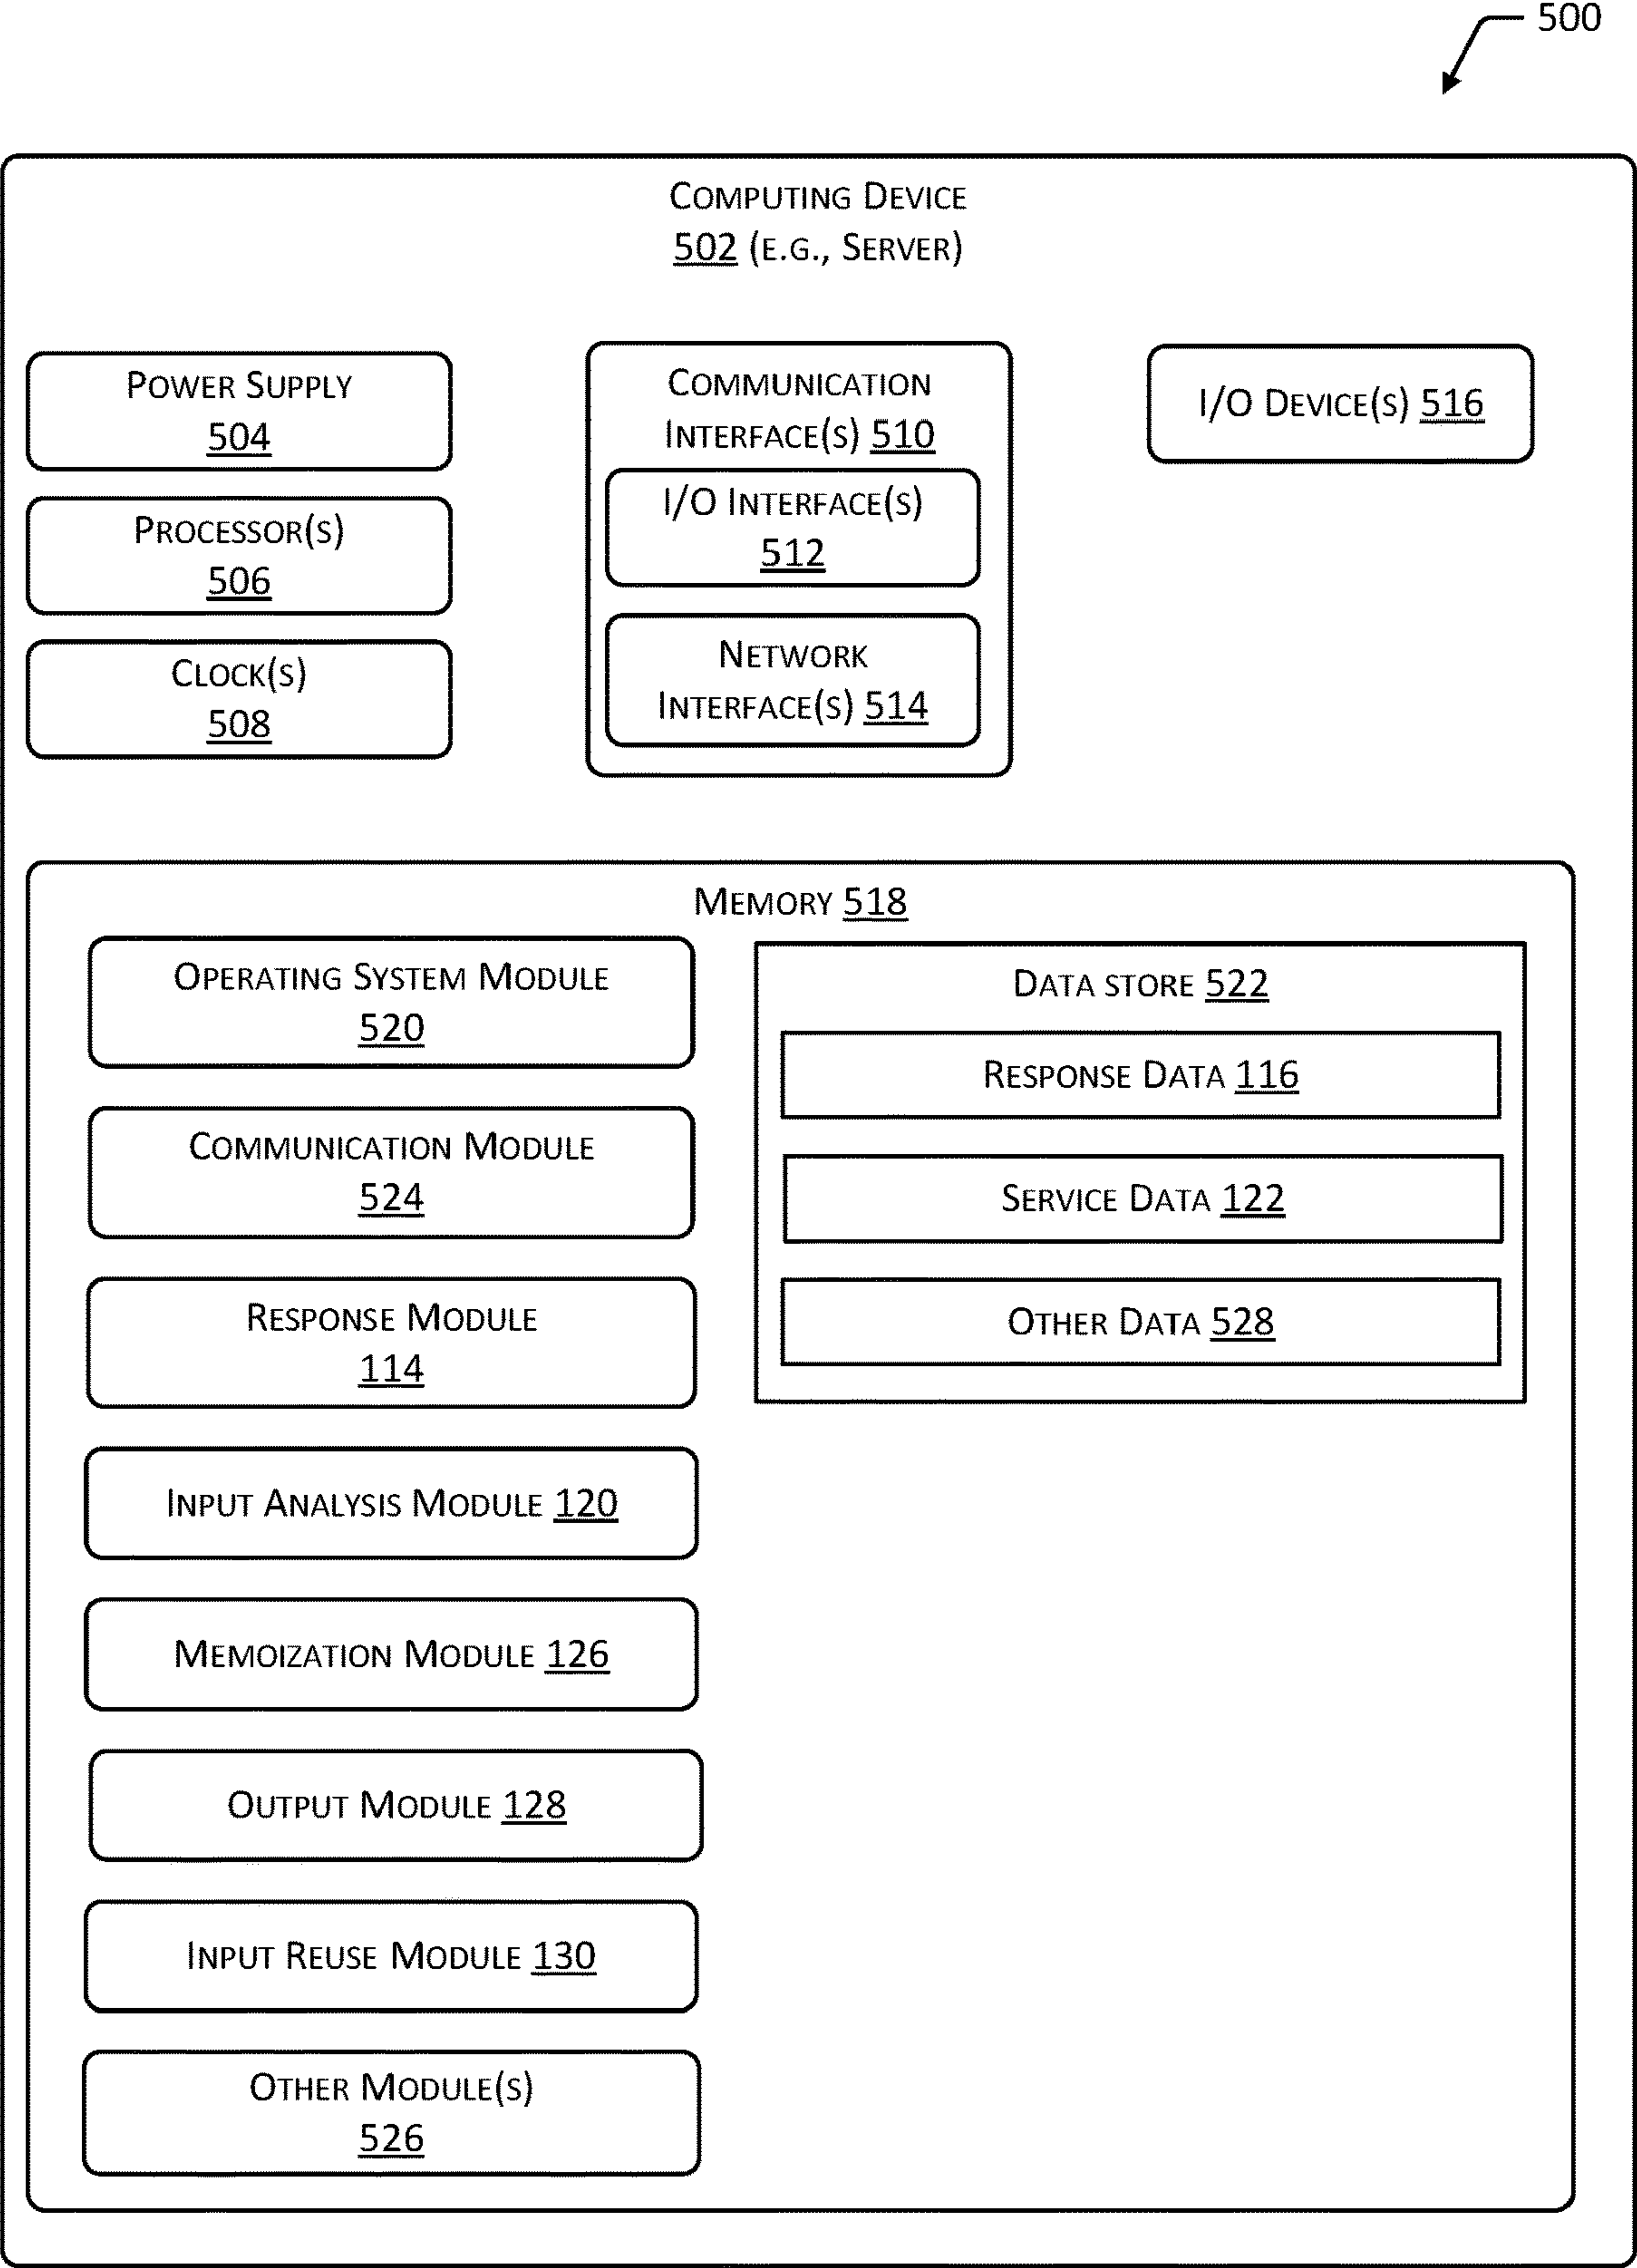 500
COMPUTING DEVICE
502 (E.G., SERVER)
POWER SUPPLY
504
PROCESSOR(S)
506
CLOCK(S)
508
COMMUNICATION
INTERFACE(S) 510
I/O INTERFACE(S)
512
NETWORK
INTERFACE(S) 514
I/O DEVICE(S) 516
MEMORY 518
OPERATING SYSTEM MODULE
520
COMMUNICATION MODULE
524
RESPONSE MODULE
114
INPUT ANALYSIS MODULE 120
MEMOIZATION MODULE 126
OUTPUT MODULE 128
INPUT REUSE MODULE 130
OTHER MODULE(S)
526
DATA STORE 522
RESPONSE DATA 116
SERVICE DATA 122
OTHER DATA 528